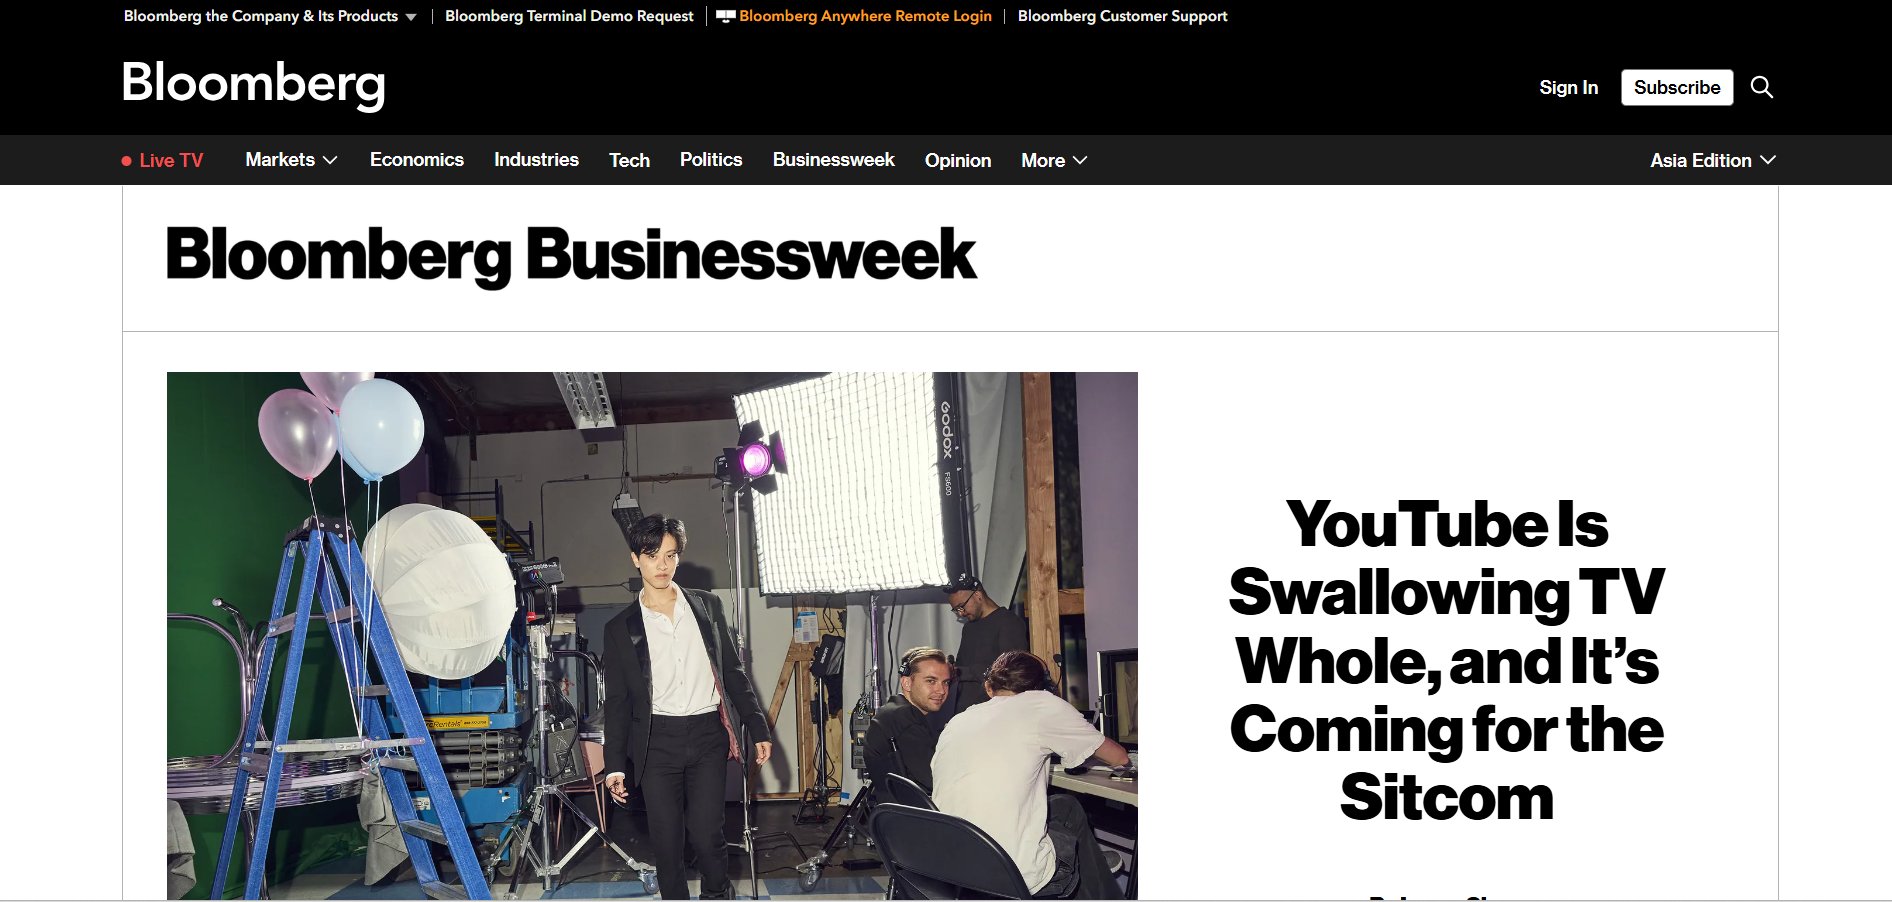 Bloomberg the Company & Its Products
Bloomberg Terminal Demo Request
Bloomberg Anywhere Remote Login
Bloomberg Customer Support
Bloomberg
Sign In
Subscribe
Live TV
Markets
Economics
Industries
Tech
Politics
Businessweek
Opinion
More
Asia Edition
Bloomberg Businessweek
Godox
FS600
Rentals
YouTube Is
Swallowing TV
Whole, and It’s
Coming for the
Sitcom